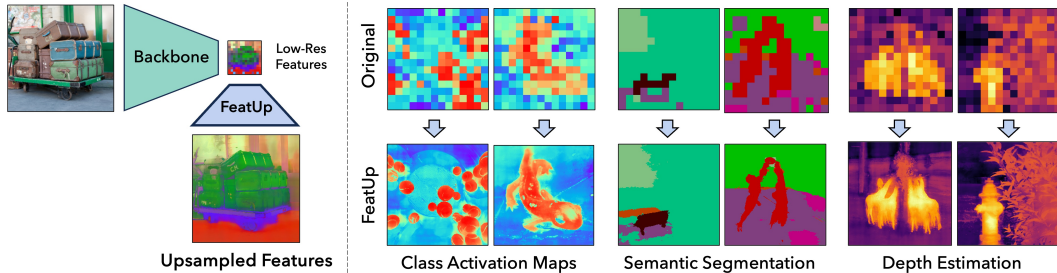 Backbone
Low-Res
Features
FeatUp
Upsampled Features
Original
FeatUp
Class Activation Maps
Semantic Segmentation
Depth Estimation